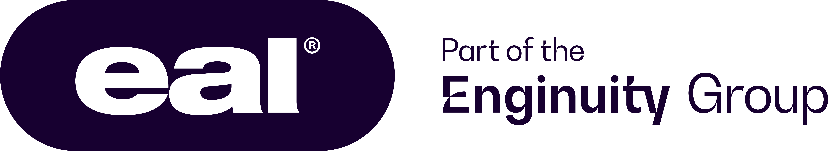 eal®
Part of the
Enginuity Group